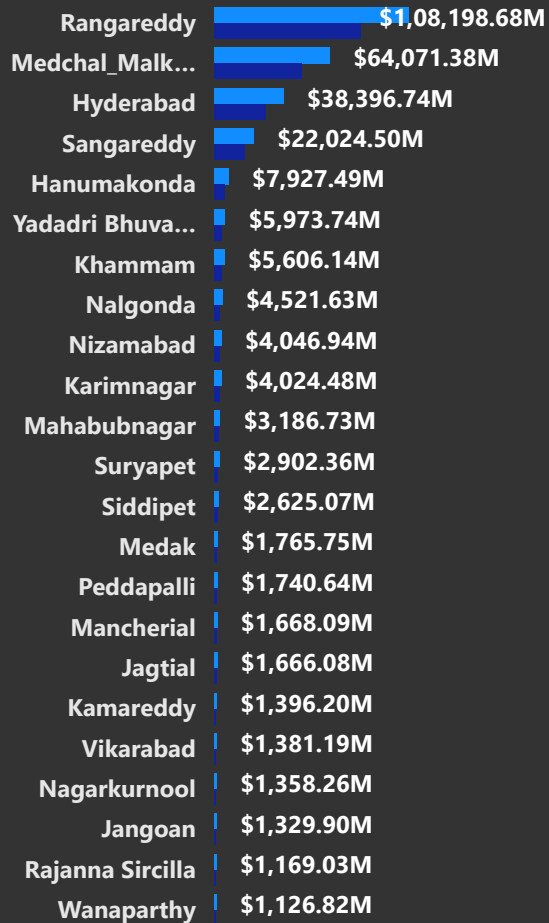 Rangareddy $1,08,198.68M
Medchal_Malk... $64,071.38M
Hyderabad $38,396.74M
Sangareddy $22,024.50M
Hanumakonda $7,927.49M
Yadadri Bhuva... $5,973.74M
Khammam $5,606.14M
Nalgonda $4,521.63M
Nizamabad $4,046.94M
Karimnagar $4,024.48M
Mahabubnagar $3,186.73M
Suryapet $2,902.36M
Siddipet $2,625.07M
Medak $1,765.75M
Peddapalli $1,740.64M
Mancherial $1,668.09M
Jagtial $1,666.08M
Kamareddy $1,396.20M
Vikarabad $1,381.19M
Nagarkurnool $1,358.26M
Jangoan $1,329.90M
Rajanna Sircilla $1,169.03M
Wanaparthy $1,126.82M